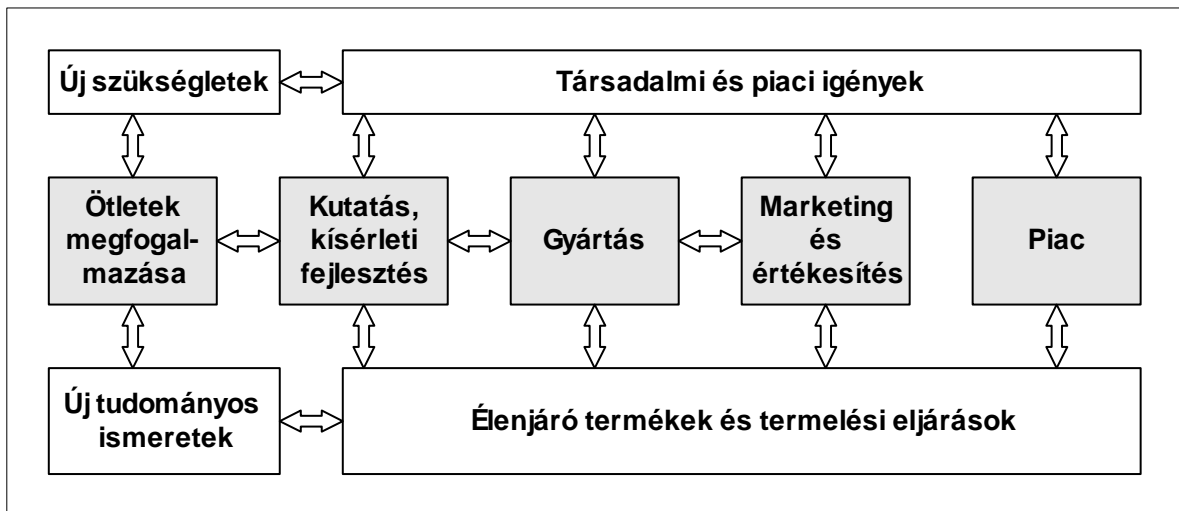 Új szükségletek
Társadalmi és piaci igények
Ötletek
megfogal-
mazása
Kutatás,
kísérleti
fejlesztés
Gyártás
Marketing
és
értékesítés
Piac
Új tudományos
ismeretek
Élenjáró termékek és termelési eljárások